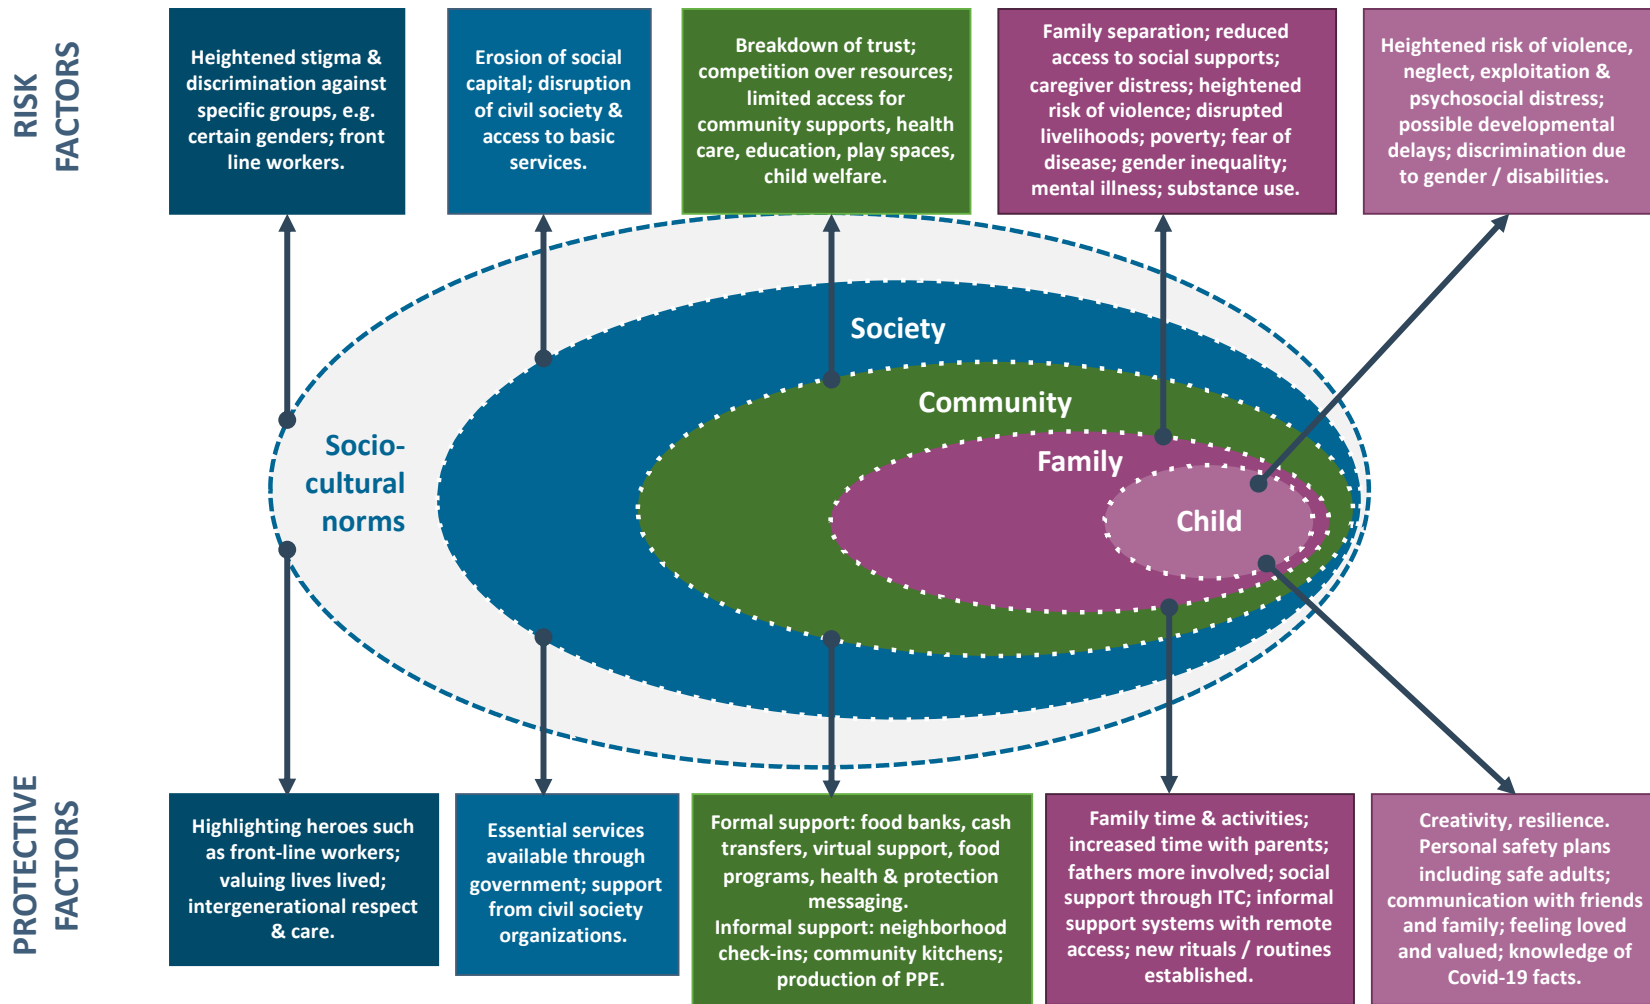 RISK
FACTORS
Heightened stigma &
discrimination against
specific groups, e.g.
certain genders; front
line workers.
Erosion of social
capital; disruption
of civil society &
access to basic
services.
Breakdown of trust;
competition over resources;
limited access for
community supports, health
care, education, play spaces,
child welfare.
Family separation; reduced
access to social supports;
caregiver distress; heightened
risk of violence; disrupted
livelihoods; poverty; fear of
disease; gender inequality;
mental illness; substance use.
Heightened risk of violence,
neglect, exploitation &
psychosocial distress;
possible developmental
delays; discrimination due
to gender / disabilities.
Socio-
cultural
norms
Society
Community
Family
Child
PROTECTIVE
FACTORS
Highlighting heroes such
as front-line workers;
valuing lives lived;
intergenerational respect
& care.
Essential services
available through
government; support
from civil society
organizations.
Formal support: food banks, cash
transfers, virtual support, food
programs, health & protection
messaging.
Informal support: neighborhood
check-ins; community kitchens;
production of PPE.
Family time & activities;
increased time with parents;
fathers more involved; social
support through ITC; informal
support systems with remote
access; new rituals / routines
established.
Creativity, resilience.
Personal safety plans
including safe adults;
communication with friends
and family; feeling loved
and valued; knowledge of
Covid-19 facts.